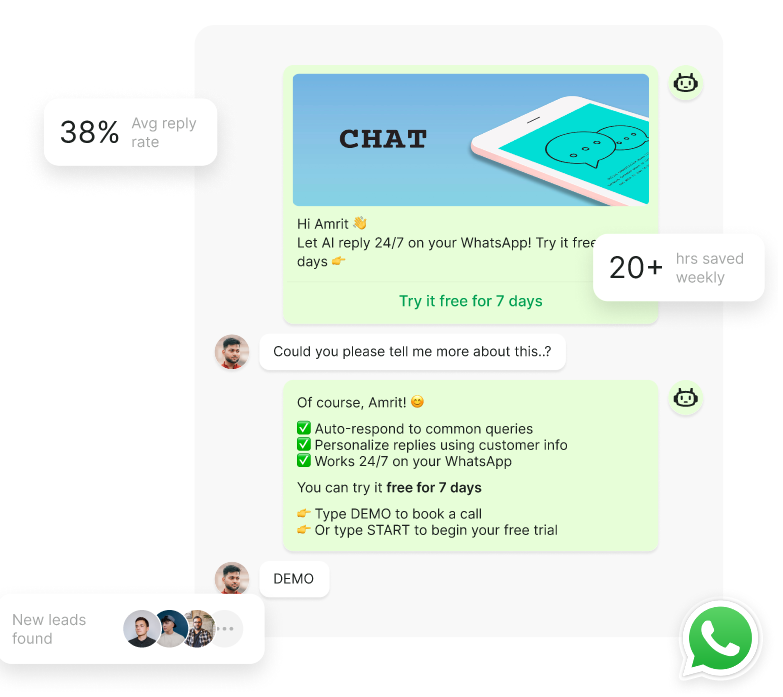 38%
Avg reply
rate
CHAT
Hi Amrit 👋
Let AI reply 24/7 on your WhatsApp! Try it free
days 👉
20+
hrs saved
weekly
Try it free for 7 days
Could you please tell me more about this..?
Of course, Amrit! 😊
✅ Auto-respond to common queries
✅ Personalize replies using customer info
✅ Works 24/7 on your WhatsApp
You can try it free for 7 days
👉 Type DEMO to book a call
👉 Or type START to begin your free trial
DEMO
New leads
found